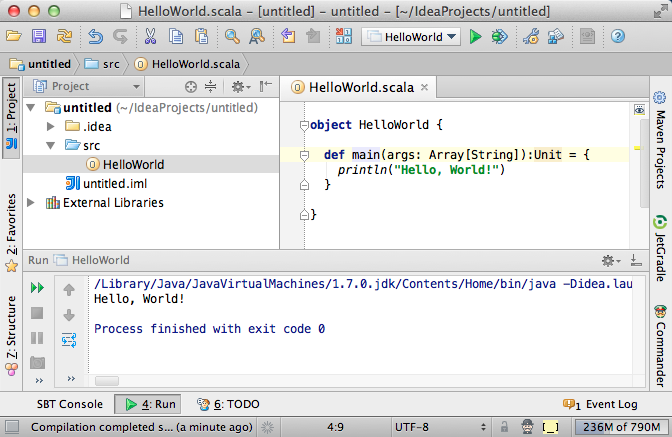 HelloWorld.scala - [untitled] - untitled - [~/IdeaProjects/untitled]
HelloWorld
untitled
src
HelloWorld.scala
1: Project
2: Favorites
Z: Structure
Project
untitled (~/IdeaProjects/untitled)
.idea
src
HelloWorld
untitled.iml
External Libraries
HelloWorld.scala
object HelloWorld {
def main(args: Array[String]):Unit = {
println("Hello, World!")
}
}
Maven Projects
JetGradle
Commander
Run HelloWorld
/Library/Java/JavaVirtualMachines/1.7.0.jdk/Contents/Home/bin/java -Didea.lau
Hello, World!
Process finished with exit code 0
SBT Console
4: Run
6: TODO
1 Event Log
Compilation completed s... (a minute ago)
4:9
UTF-8
236M of 790M